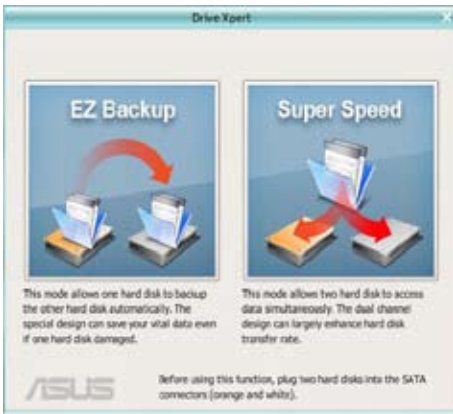 Drive Xpert
EZ Backup
This mode allows one hard disk to backup
the other hard disk automatically. The
special design can save your vital data even
if one hard disk damaged.
Super Speed
This mode allows two hard disk to access
data simultaneously. The dual channel
design can largely enhance hard disk
transfer rate.
ASUS
Before using this function, plug two hard disks into the SATA
connectors (orange and white).